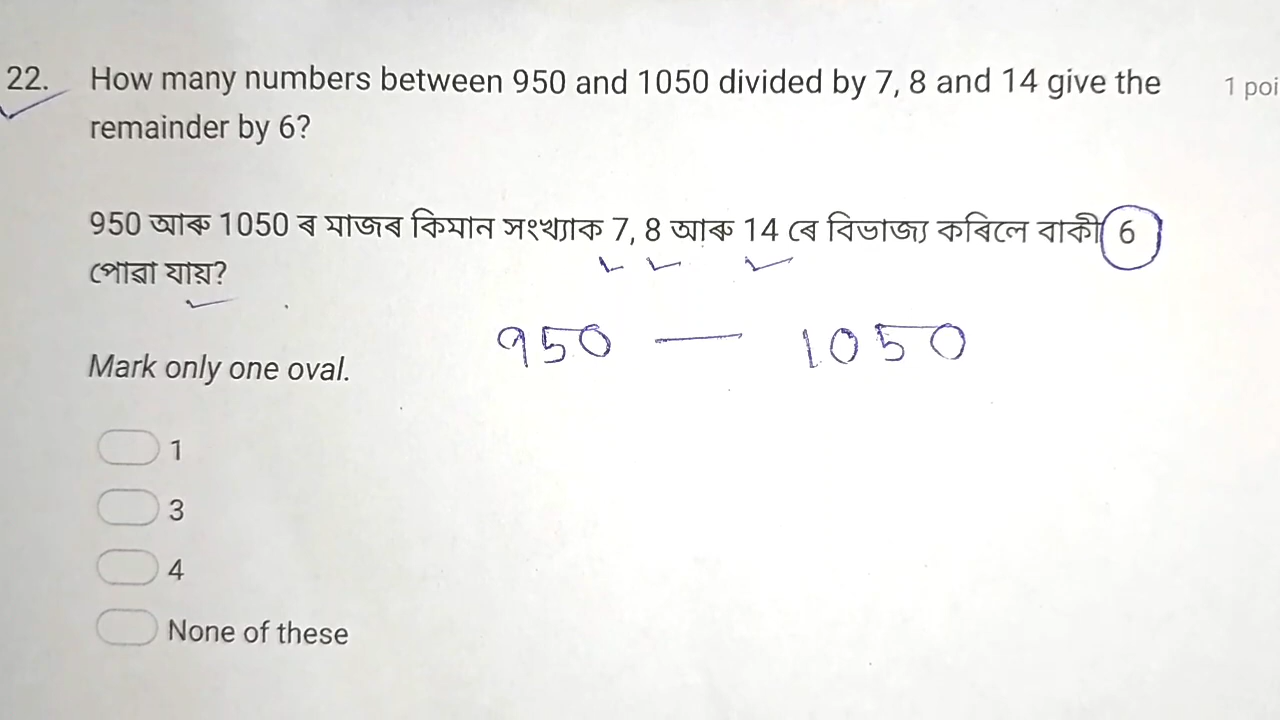 22. How many numbers between 950 and 1050 divided by 7, 8 and 14 give the 1 poi
remainder by 6?
950 আৰু 1050 ৰ মাজৰ কিমান সংখ্যাক 7, 8 আৰু 14 ৰে বিভাজ্য কৰিলে বাকী 6
পোৱা যায়?
950 — 1050
Mark only one oval.
1
3
4
None of these